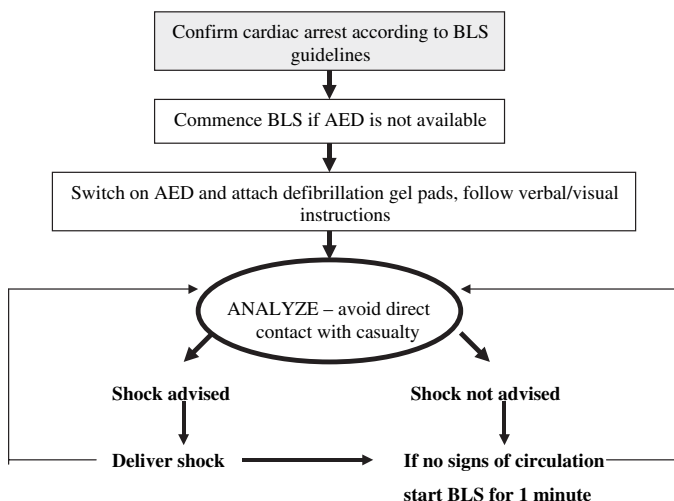 Confirm cardiac arrest according to BLS
guidelines
Commence BLS if AED is not available
Switch on AED and attach defibrillation gel pads, follow verbal/visual
instructions
ANALYZE – avoid direct
contact with casualty
Shock advised
Shock not advised
Deliver shock
If no signs of circulation
start BLS for 1 minute